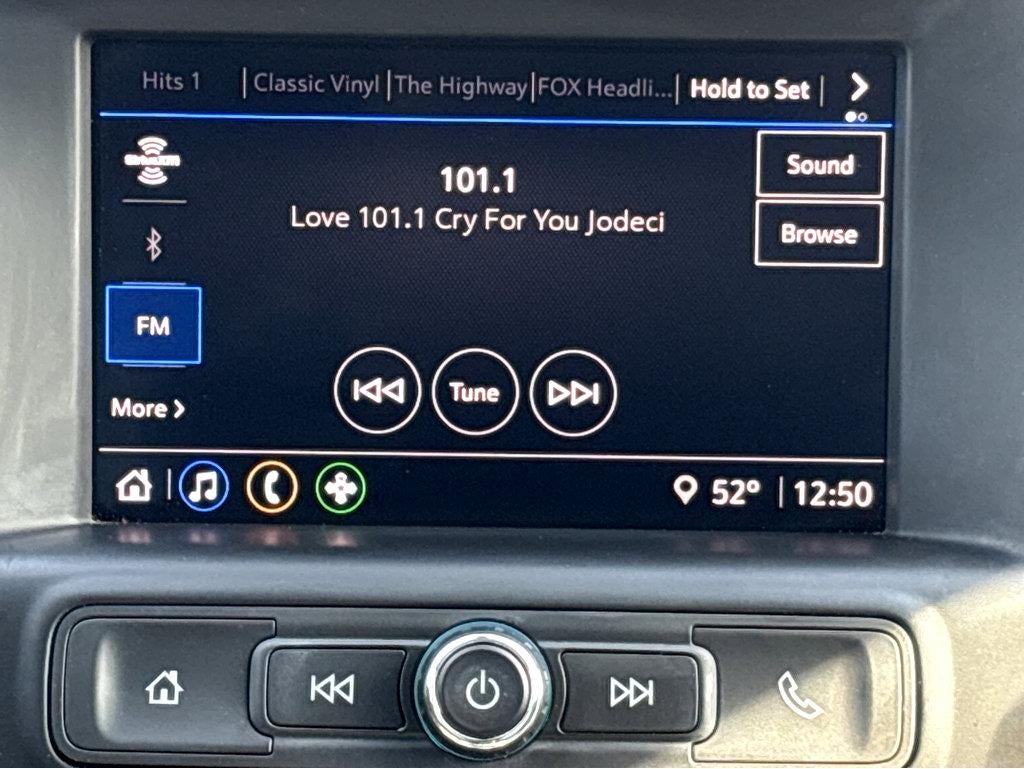 Hits 1 | Classic Vinyl | The Highway | FOX Headli... | Hold to Set |
SiriusXM
Sound
101.1
Love 101.1 Cry For You Jodeci
Browse
FM
Tune
More
52° | 12:50